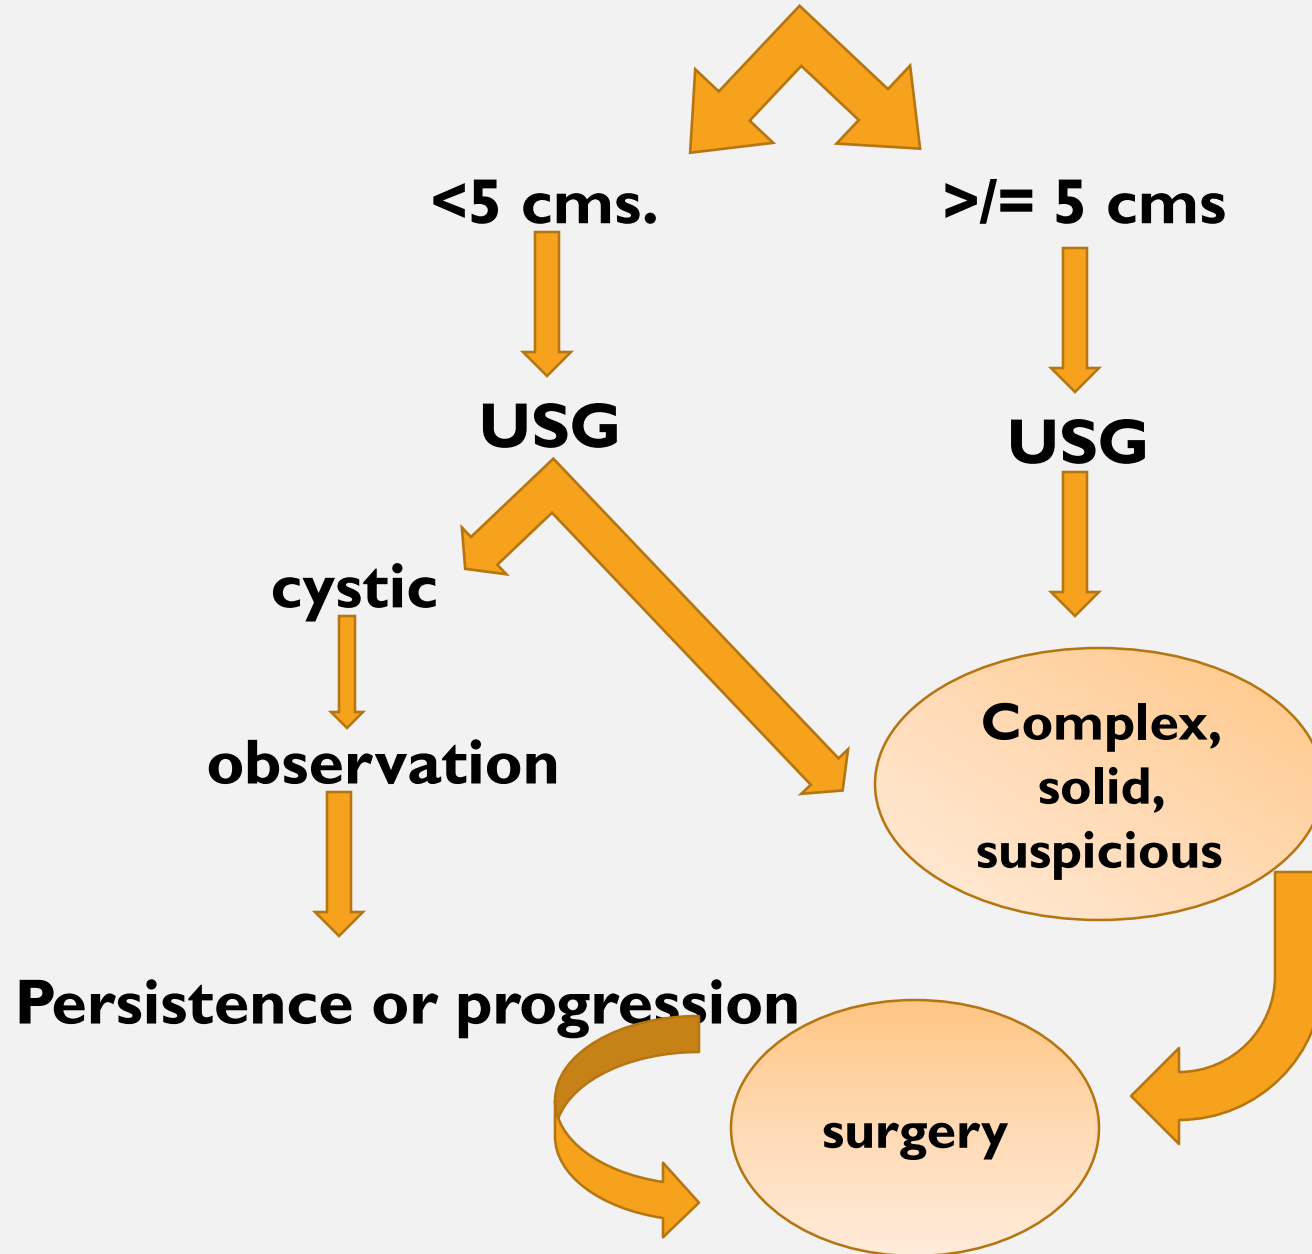 <5 cms.
>/= 5 cms
USG
USG
cystic
observation
Complex,
solid,
suspicious
Persistence or progression
surgery